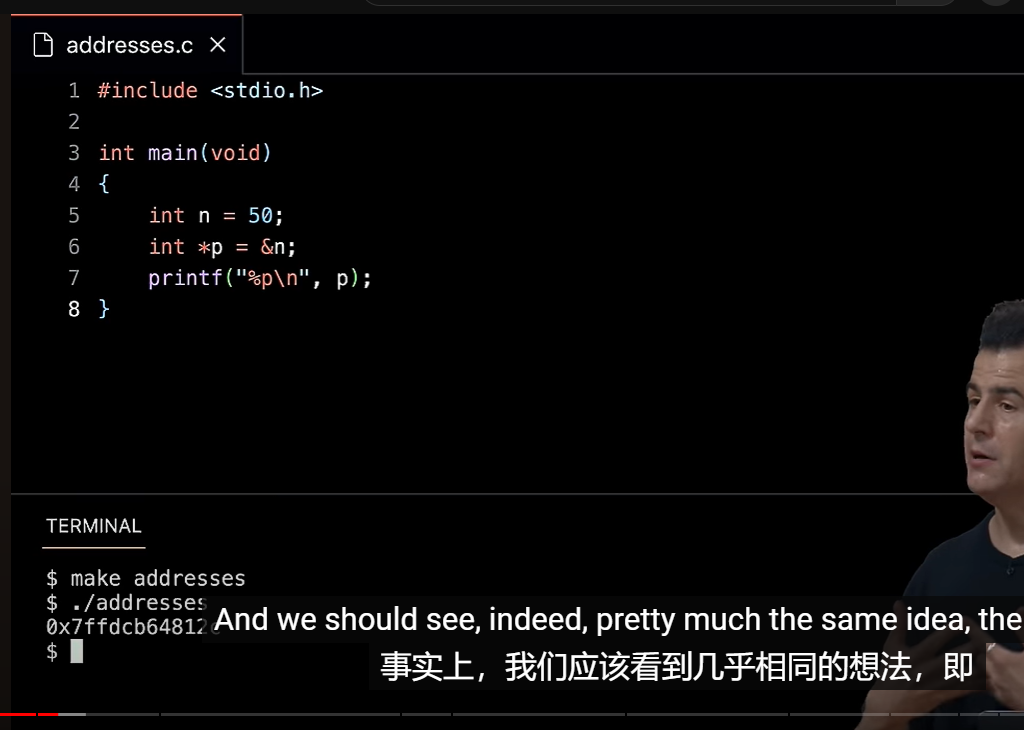 addresses.c
1 #include <stdio.h>
2
3 int main(void)
4 {
5     int n = 50;
6     int *p = &n;
7     printf("%p\n", p);
8 }
TERMINAL
$ make addresses
$ ./addresses
0x7ffdcb64812c
$
And we should see, indeed, pretty much the same idea, the
事实上，我们应该看到几乎相同的想法，即